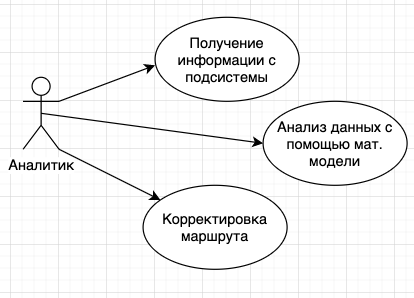 Получение
информации с
подсистемы
Анализ данных с
помощью мат.
модели
Аналитик
Корректировка
маршрута